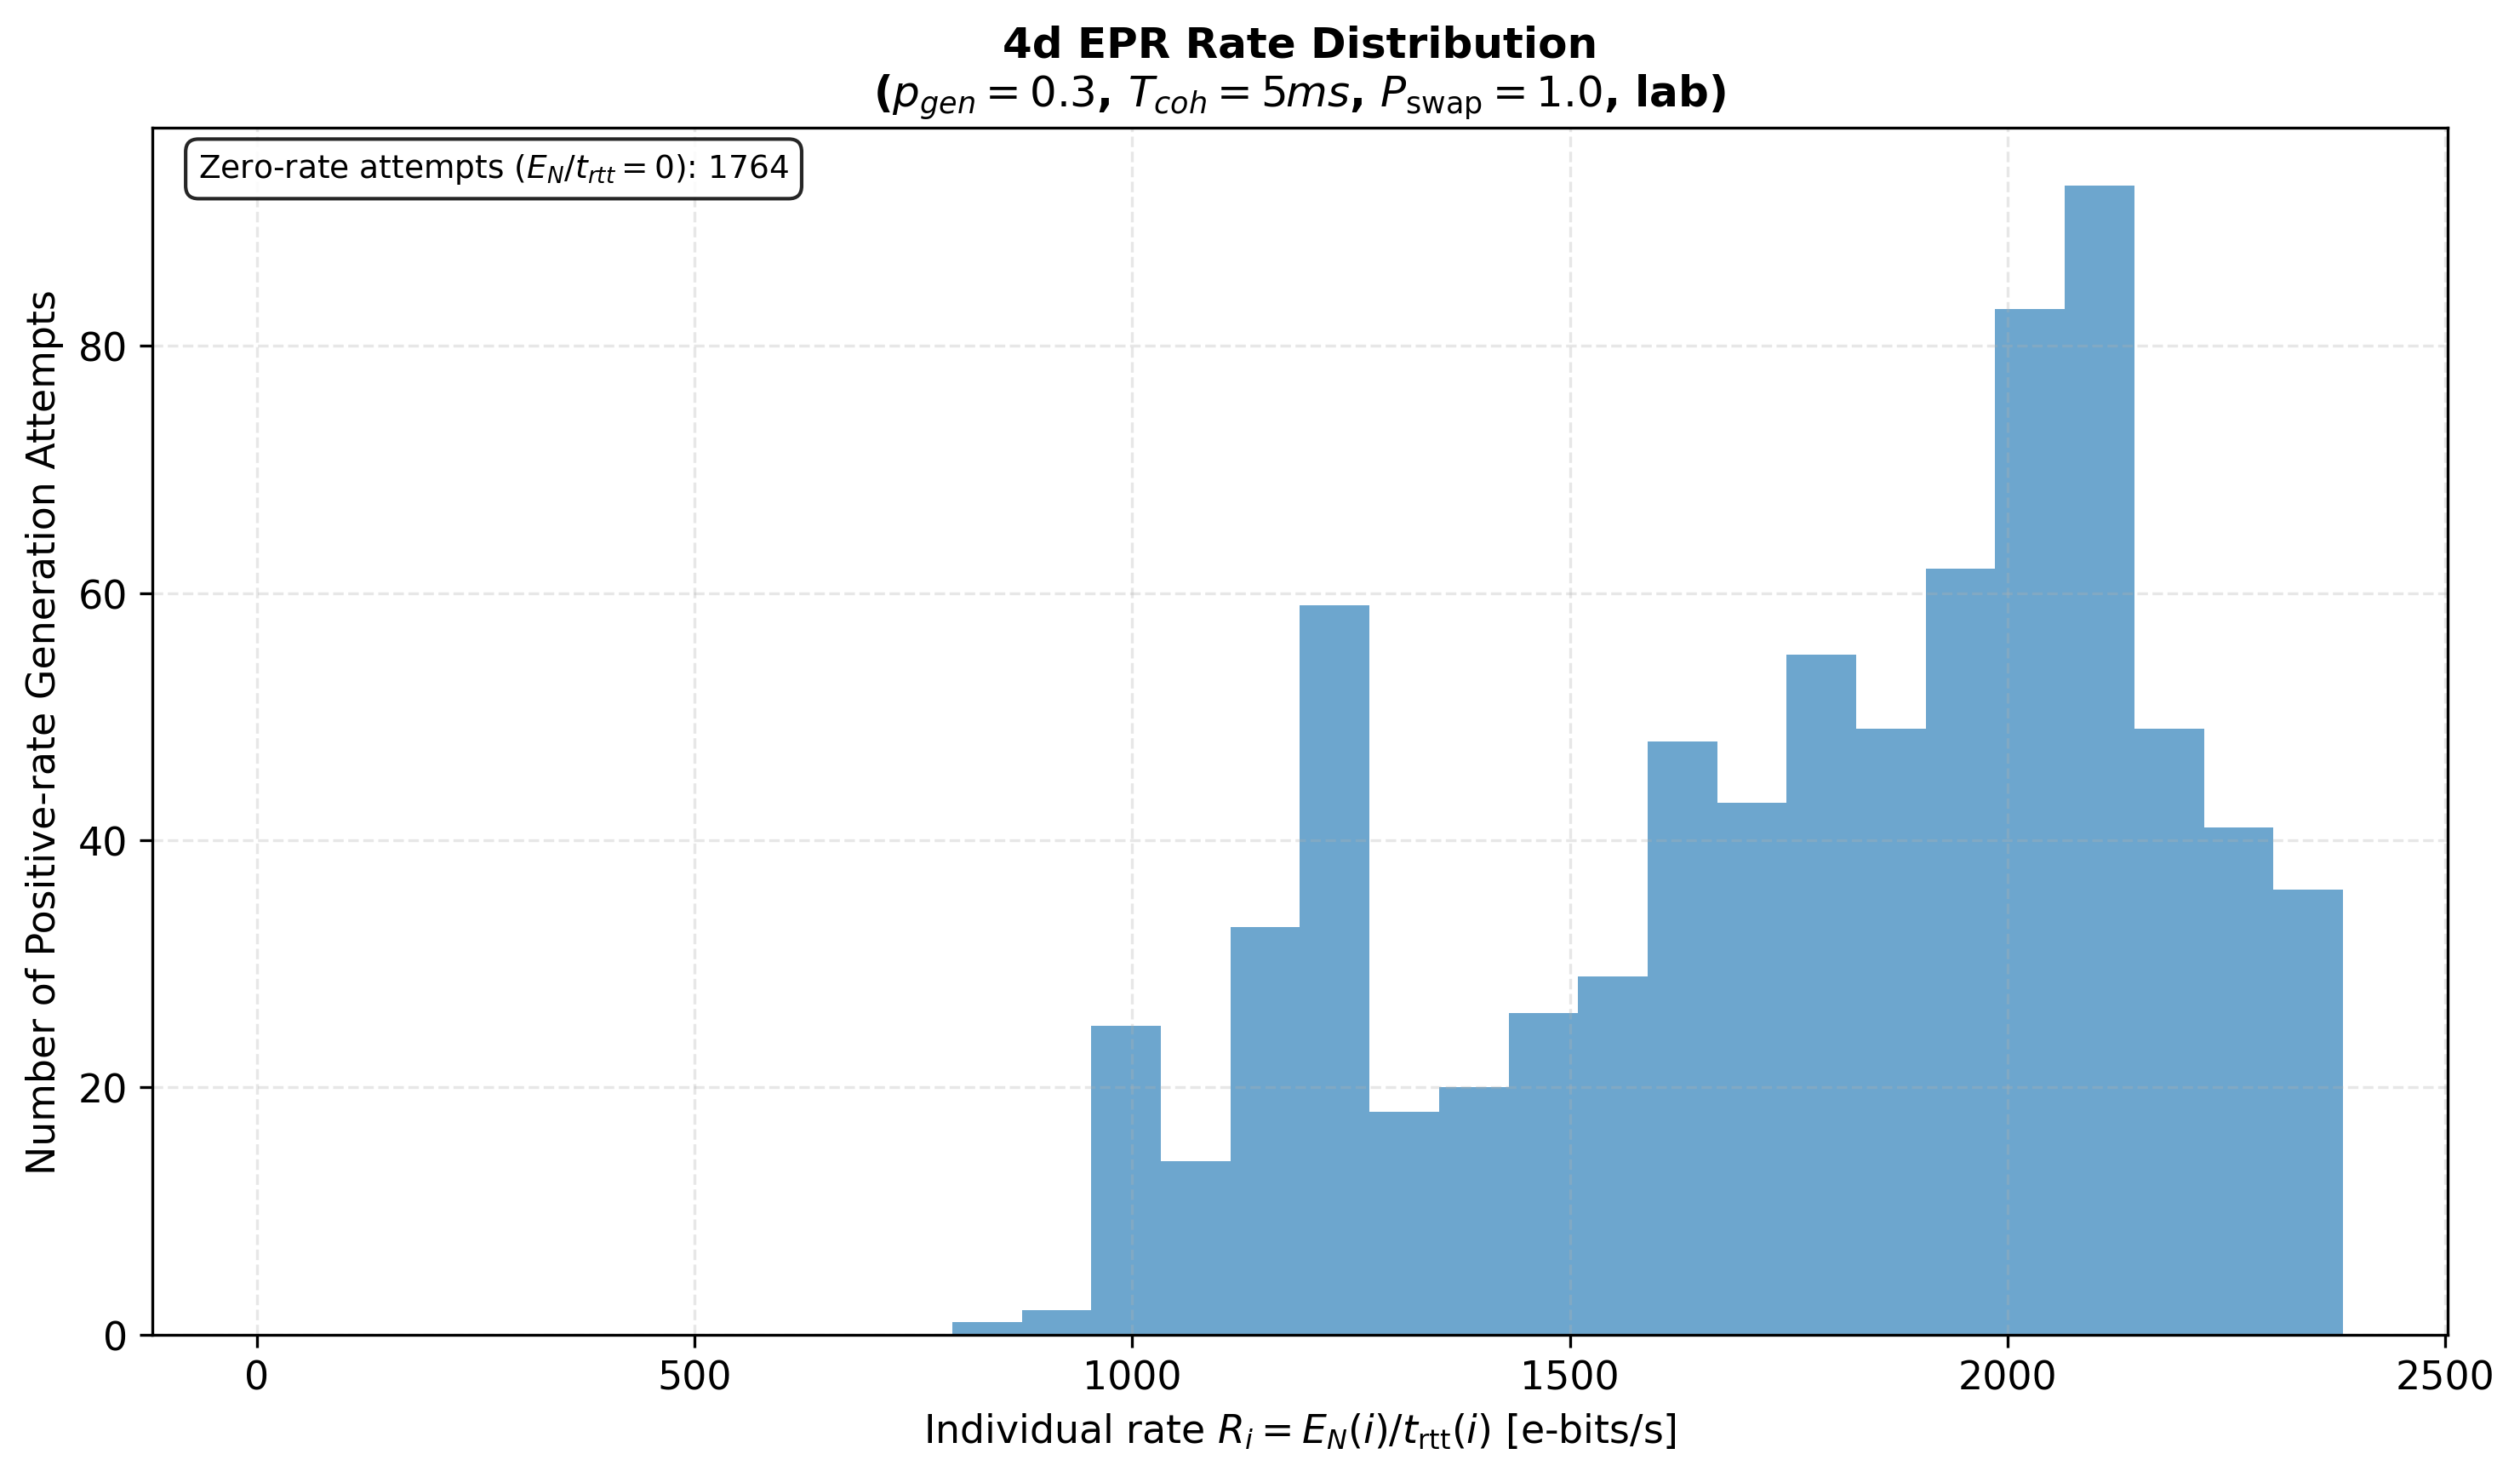 4d EPR Rate Distribution
(p_gen = 0.3, T_coh = 5ms, P_swap = 1.0, lab)
Zero-rate attempts (E_N/t_rtt = 0): 1764
Number of Positive-rate Generation Attempts
80
60
40
20
0
0 500 1000 1500 2000 2500
Individual rate R_i = E_N(i)/t_rtt(i) [e-bits/s]